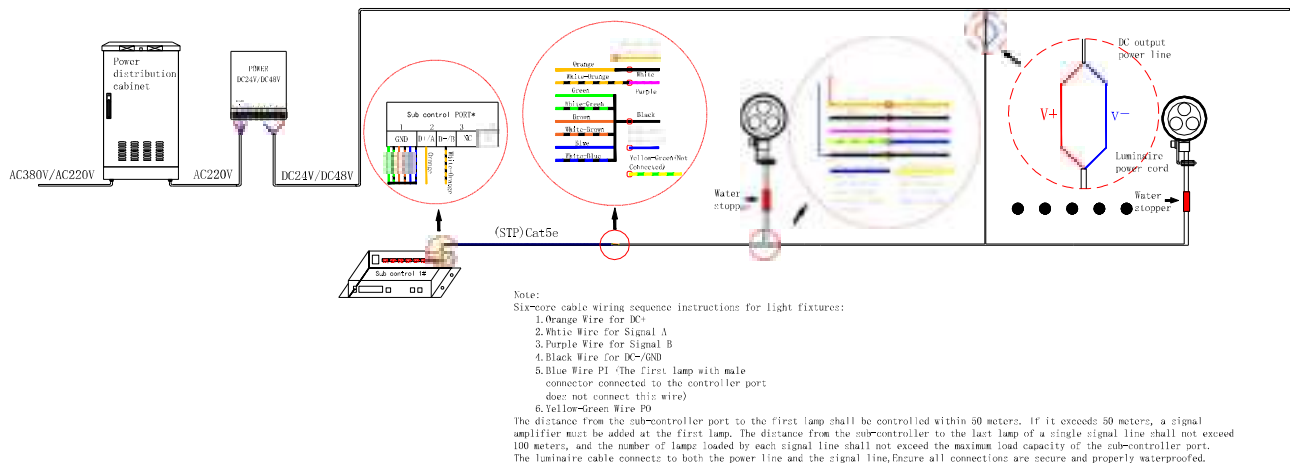 Power
distribution
cabinet
POWER
DC24V/DC48V
AC380V/AC220V
AC220V
DC24V/DC48V
Sub control PORT*
1 2 3
GND D+/A D-/B NC
Orange
White-Orange
Orange
White-Orange
Green
White-Green
Brown
White-Brown
Blue
White-Blue
White
Purple
Black
Yellow-Green(Not
Connected)
(STP)Cat5e
Sub control 1#
Water
stopper
DC output
power line
V+
V-
Luminaire
power cord
Water
stopper
Note:
Six-core cable wiring sequence instructions for light fixtures:
1.Orange Wire for DC+
2.Whtie Wire for Signal A
3.Purple Wire for Signal B
4.Black Wire for DC-/GND
5.Blue Wire PI (The first lamp with male
connector connected to the controller port
does not connect this wire)
6.Yellow-Green Wire PO
The distance from the sub-controller port to the first lamp shall be controlled within 50 meters. If it exceeds 50 meters, a signal
amplifier must be added at the first lamp. The distance from the sub-controller to the last lamp of a single signal line shall not exceed
100 meters, and the number of lamps loaded by each signal line shall not exceed the maximum load capacity of the sub-controller port.
The luminaire cable connects to both the power line and the signal line,Ensure all connections are secure and properly waterproofed.